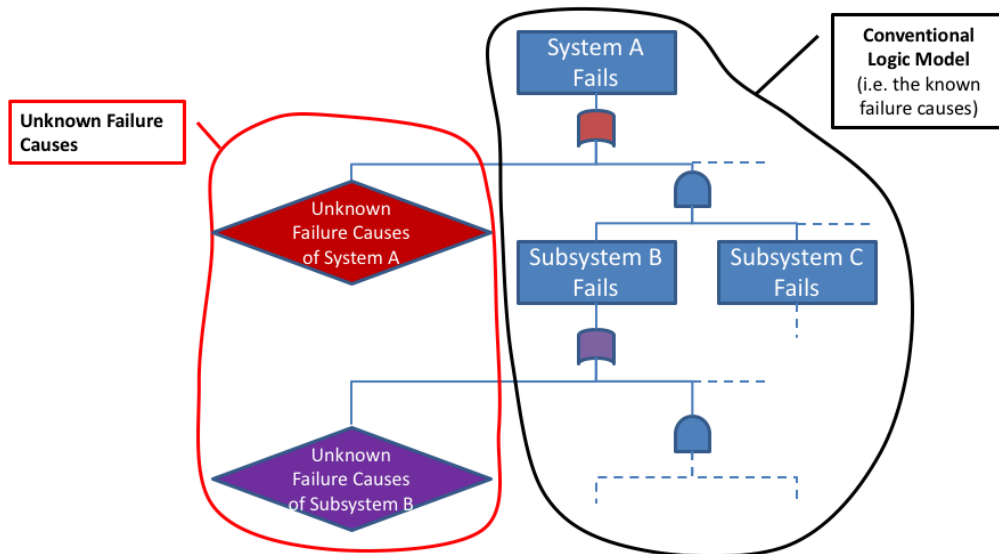 System A
Fails
Conventional
Logic Model
(i.e. the known
failure causes)
Unknown Failure
Causes
Unknown
Failure Causes
of System A
Subsystem B
Fails
Subsystem C
Fails
Unknown
Failure Causes
of Subsystem B